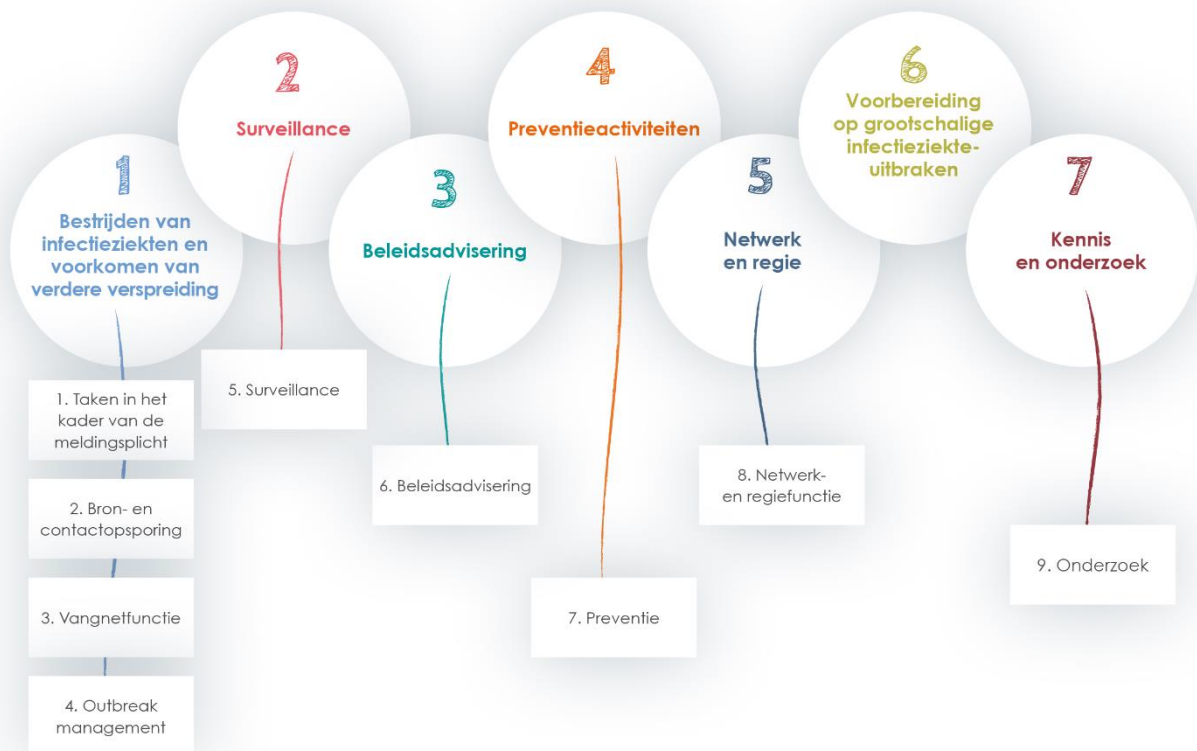 1
Bestrijden van
infectieziekten en
voorkomen van
verdere verspreiding
1. Taken in het
kader van de
meldingsplicht
2. Bron- en
contactopsporing
3. Vangnetfunctie
4. Outbreak
management
2
Surveillance
5. Surveillance
3
Beleidsadvisering
6. Beleidsadvisering
4
Preventieactiviteiten
7. Preventie
5
Netwerk
en regie
8. Netwerk-
en regiefunctie
6
Voorbereiding
op grootschalige
infectieziekte-
uitbraken
7
Kennis
en onderzoek
9. Onderzoek